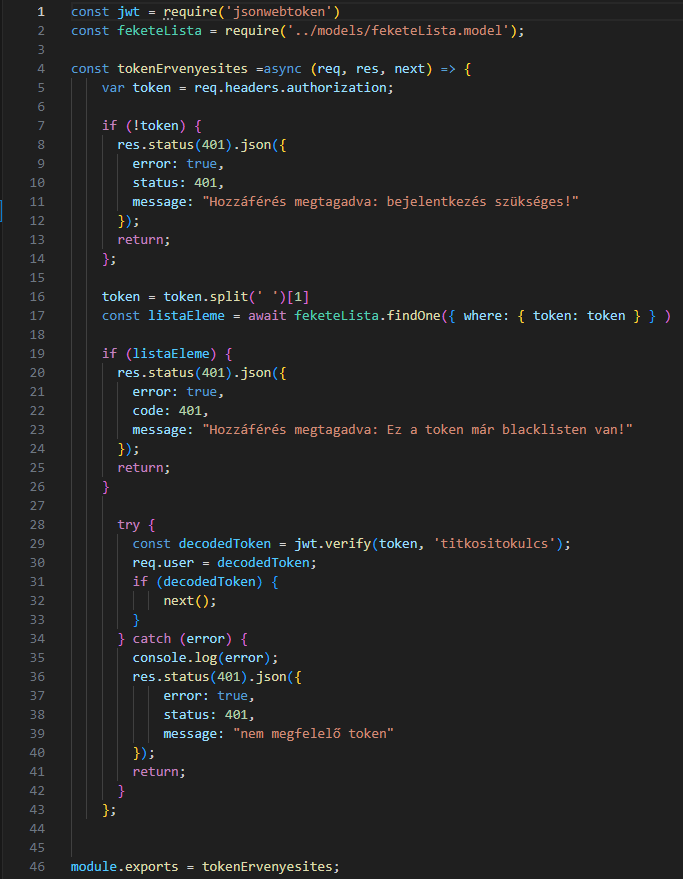 1 const jwt = require('jsonwebtoken')
2 const feketeLista = require('../models/feketeLista.model');
3
4 const tokenErvenyesites =async (req, res, next) => {
5 var token = req.headers.authorization;
6
7 if (!token) {
8 res.status(401).json({
9 error: true,
10 status: 401,
11 message: "Hozzáférés megtagadva: bejelentkezés szükséges!"
12 });
13 return;
14 };
15
16 token = token.split(' ')[1]
17 const listaEleme = await feketeLista.findOne({ where: { token: token } } )
18
19 if (listaEleme) {
20 res.status(401).json({
21 error: true,
22 code: 401,
23 message: "Hozzáférés megtagadva: Ez a token már blacklisten van!"
24 });
25 return;
26 }
27
28 try {
29 const decodedToken = jwt.verify(token, 'titkositokulcs');
30 req.user = decodedToken;
31 if (decodedToken) {
32 next();
33 }
34 } catch (error) {
35 console.log(error);
36 res.status(401).json({
37 error: true,
38 status: 401,
39 message: "nem megfelelő token"
40 });
41 return;
42 }
43 };
44
45
46 module.exports = tokenErvenyesites;